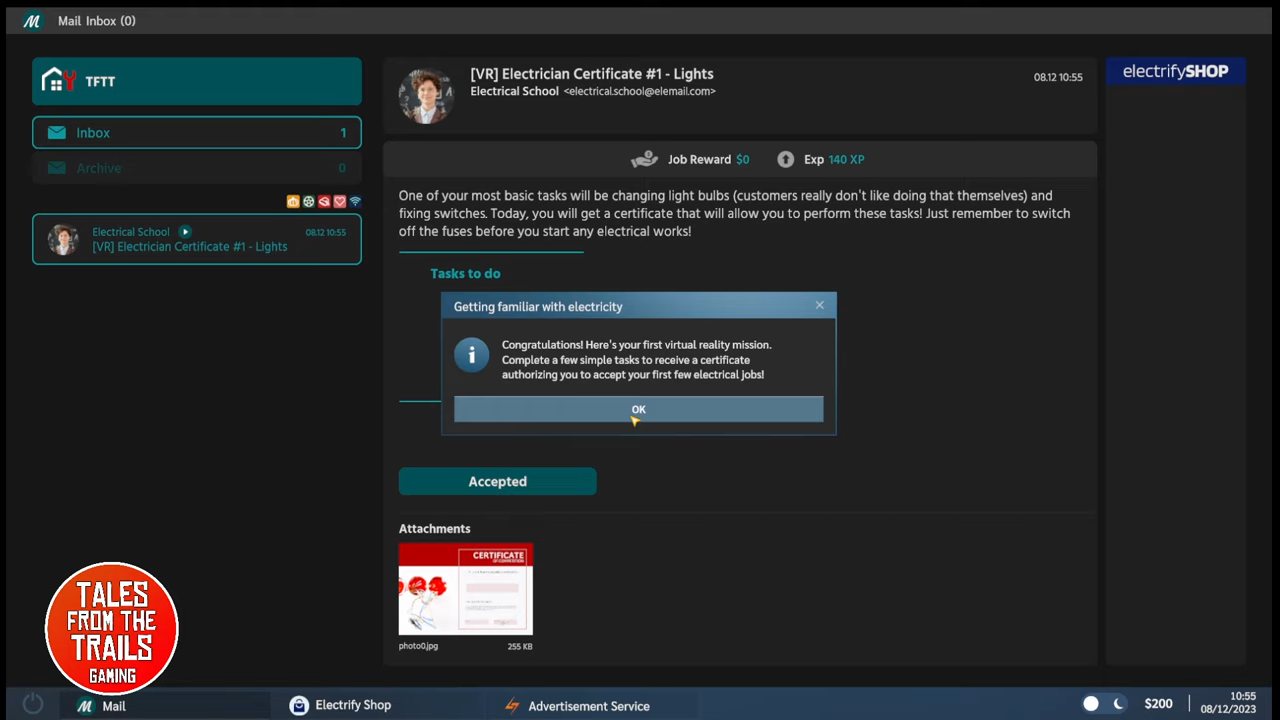 Mail Inbox (0)
TFTT
Inbox 1
Archive 0
Electrical School 08.12 10:55
[VR] Electrician Certificate #1 - Lights
[VR] Electrician Certificate #1 - Lights
Electrical School <electrical.school@elemail.com>
08.12 10:55
Job Reward $0 Exp 140 XP
One of your most basic tasks will be changing light bulbs (customers really don't like doing that themselves) and
fixing switches. Today, you will get a certificate that will allow you to perform these tasks! Just remember to switch
off the fuses before you start any electrical works!
Tasks to do
Getting familiar with electricity
Congratulations! Here's your first virtual reality mission.
Complete a few simple tasks to receive a certificate
authorizing you to accept your first few electrical jobs!
OK
Accepted
Attachments
CERTIFICATE
photo0.jpg 255 KB
electrifySHOP
TALES
FROM THE
TRAILS
GAMING
Mail
Electrify Shop
Advertisement Service
$200
10:55
08/12/2023